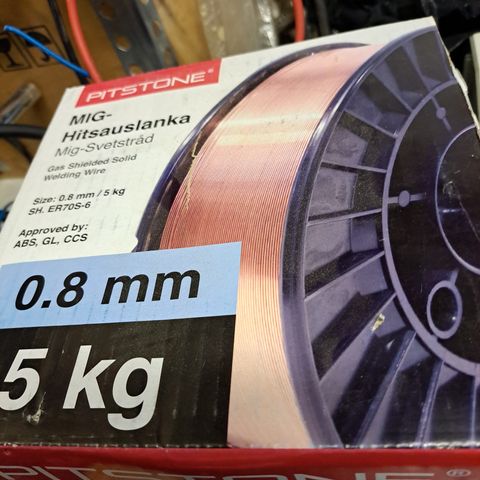 PITSTONE®
MIG-
Hitsauslanka
Mig-Svetstråd
Gas Shielded Solid
Welding Wire
Size: 0.8 mm / 5 kg
SH. ER70S-6
Approved by:
ABS, GL, CCS
0.8 mm
5 kg
PITSTONE®